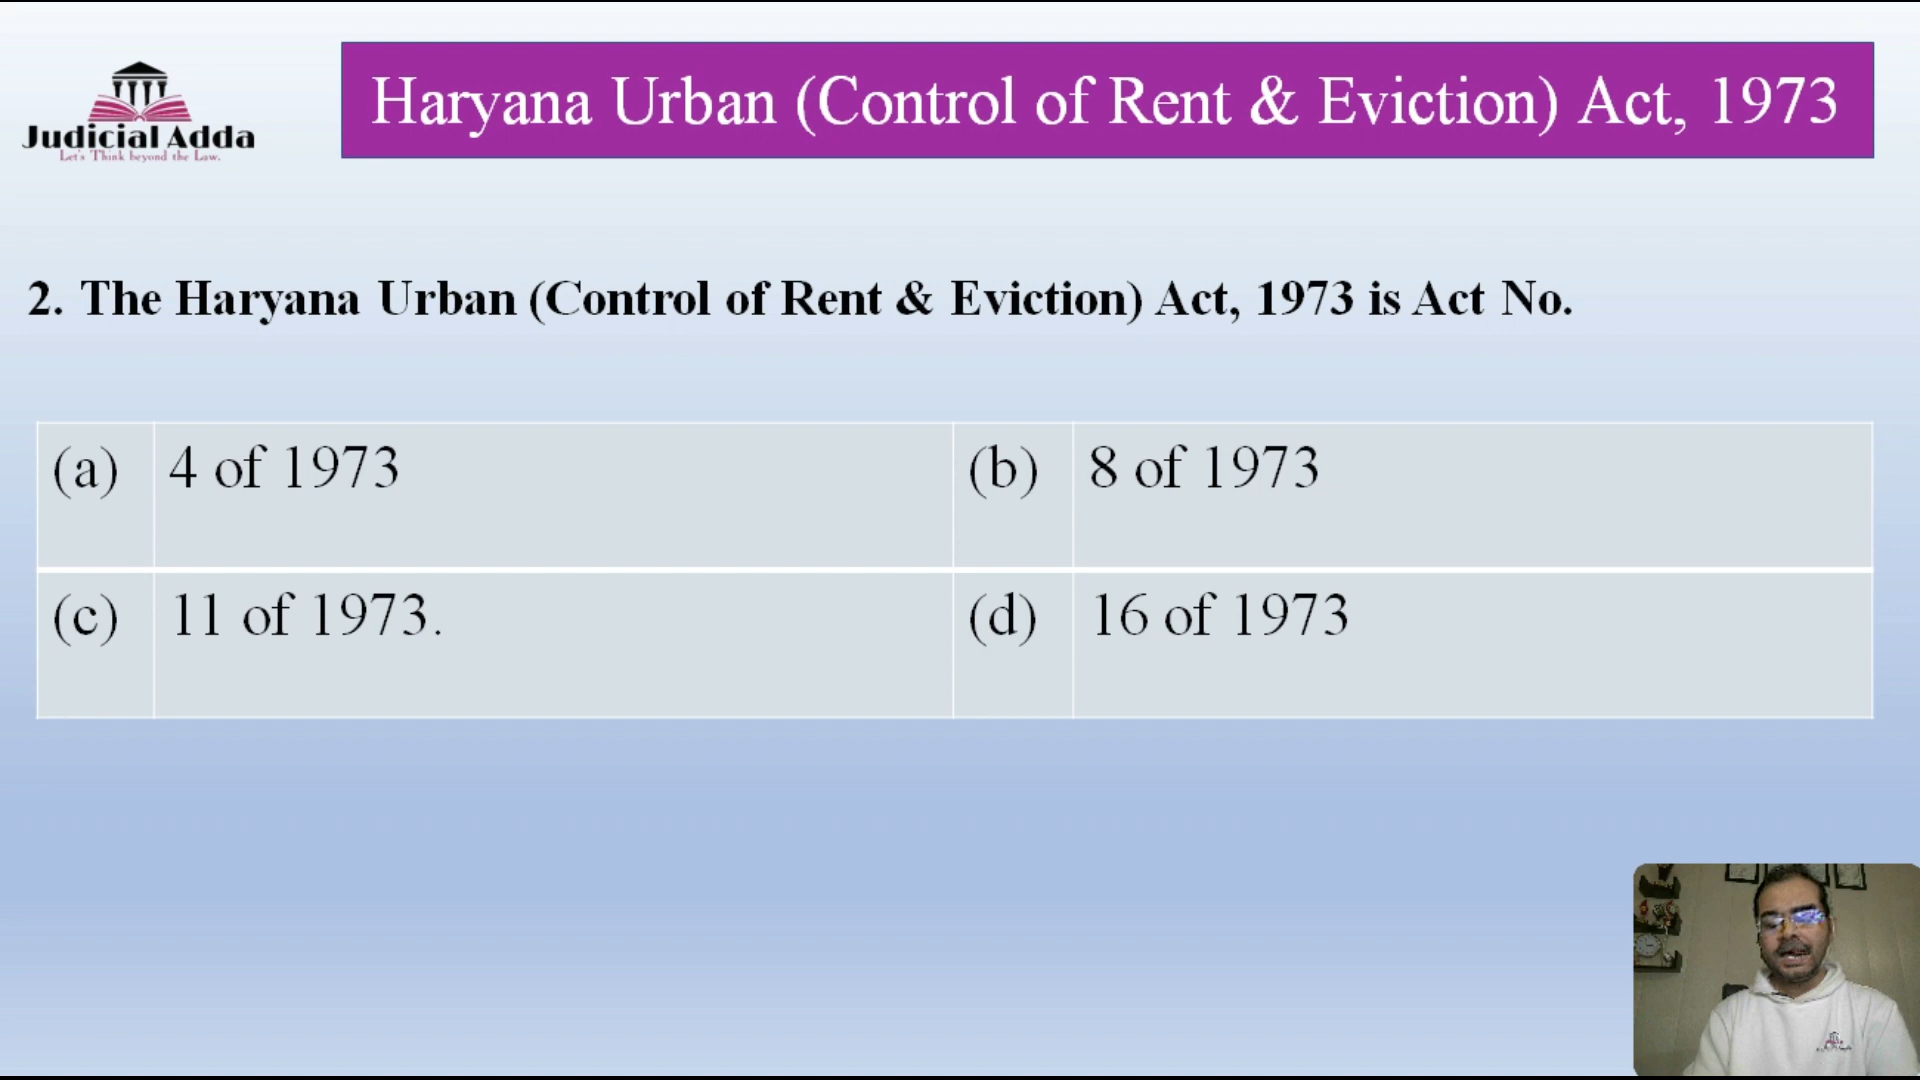 Judicial Adda
Let's Think beyond the Law.
Haryana Urban (Control of Rent & Eviction) Act, 1973
2. The Haryana Urban (Control of Rent & Eviction) Act, 1973 is Act No.
(a) 4 of 1973 (b) 8 of 1973
(c) 11 of 1973. (d) 16 of 1973